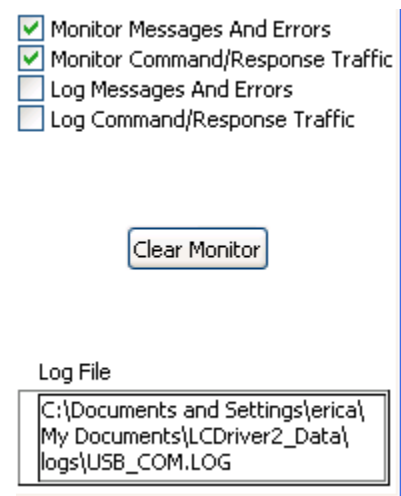 Monitor Messages And Errors
Monitor Command/Response Traffic
Log Messages And Errors
Log Command/Response Traffic
Clear Monitor
Log File
C:\Documents and Settings\erica\
My Documents\LCDriver2_Data\
logs\USB_COM.LOG